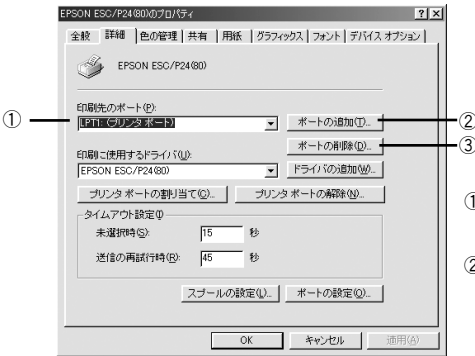 EPSON ESC/P24(80)のプロパティ
全般 詳細 色の管理 共有 用紙 グラフィックス フォント デバイス オプション
EPSON ESC/P24(80)
印刷先のポート(P):
① LPT1: (プリンタ ポート) ポートの追加(T)... ②
ポートの削除(D)... ③
印刷に使用するドライバ(U):
EPSON ESC/P24(80) ドライバの追加(W)...
プリンタ ポートの割り当て(C)... プリンタ ポートの解除(N)...
①
タイムアウト設定
未選択時(S): 15 秒
送信の再試行時(R): 45 秒
②
スプールの設定(L)... ポートの設定(O)...
OK キャンセル 適用(A)